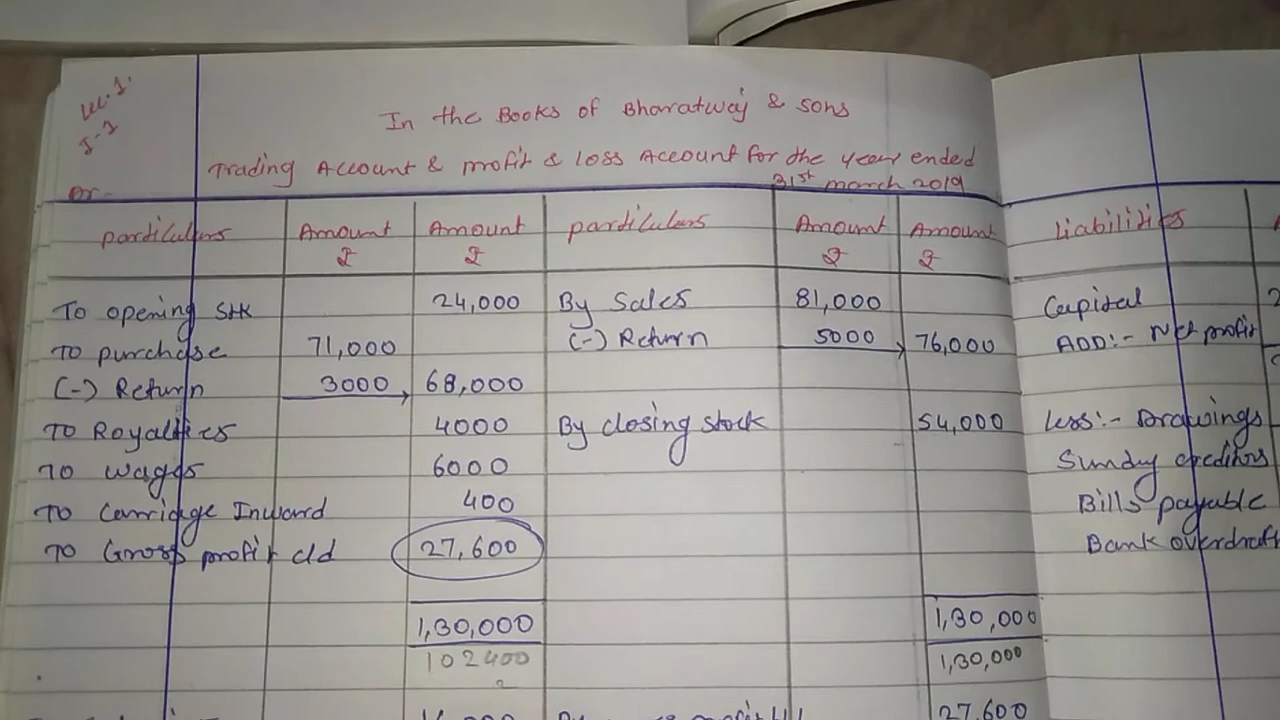 Lec. 1.
In the Books of Bharatwaj & sons
Trading Account & profit & loss Account for the year ended
31st march 2019
Dr-
particulars Amount ₹ Amount ₹ particulars Amount ₹ Amount ₹ Liabilities
To opening Stk 24,000 By Sales 81,000 Capital
To purchase 71,000 (-) Return 5000 76,000 ADD:- Net profit
(-) Return 3000 68,000
To Royalties 4000 By closing stock 54,000 less:- Drawings
To wages 6000 Sundry creditors
To Carriage Inward 400 Bills payable
To Gross profit c/d 27,600 Bank overdraft
1,30,000 1,30,000
102400 1,30,000
27,600